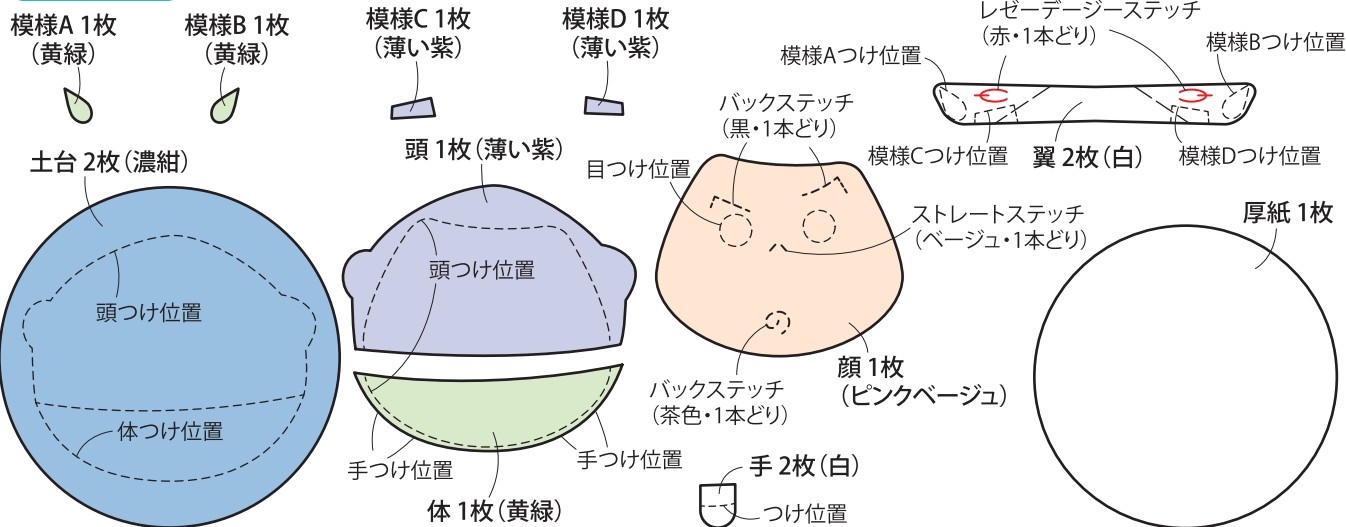 模様A 1枚
(黄緑)
模様B 1枚
(黄緑)
模様C 1枚
(薄い紫)
模様D 1枚
(薄い紫)
レゼーデージーステッチ
(赤・1本どり)
模様Aつけ位置
模様Bつけ位置
模様Cつけ位置
翼 2枚(白)
模様Dつけ位置
土台 2枚(濃紺)
頭つけ位置
体つけ位置
頭 1枚(薄い紫)
頭つけ位置
手つけ位置
手つけ位置
体 1枚(黄緑)
バックステッチ
(黒・1本どり)
目つけ位置
ストレートステッチ
(ベージュ・1本どり)
バックステッチ
(茶色・1本どり)
顔 1枚
(ピンクベージュ)
手 2枚(白)
つけ位置
厚紙 1枚